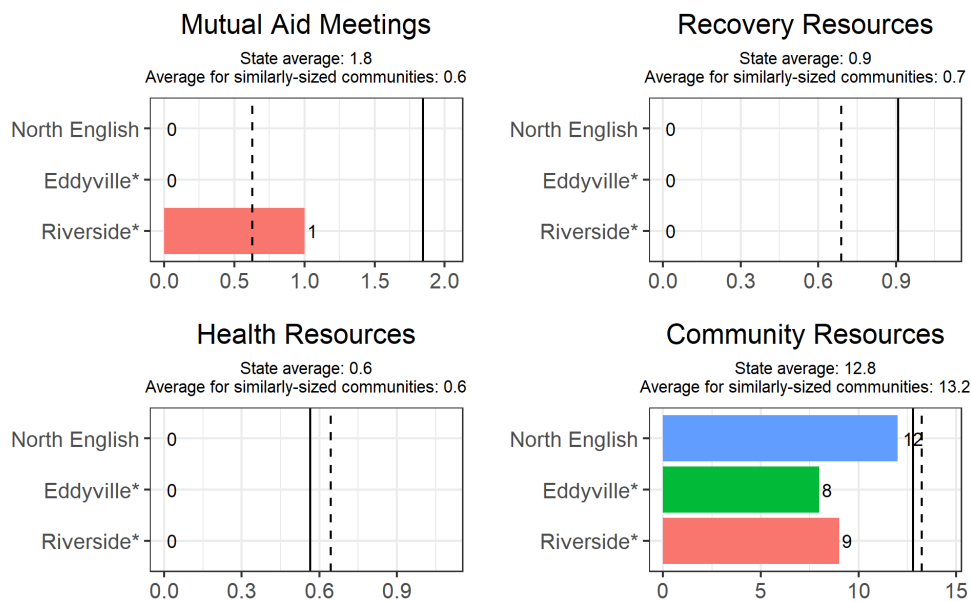 Mutual Aid Meetings
State average: 1.8
Average for similarly-sized communities: 0.6
North English 0
Eddyville* 0
Riverside* 1
0.0 0.5 1.0 1.5 2.0
Recovery Resources
State average: 0.9
Average for similarly-sized communities: 0.7
North English 0
Eddyville* 0
Riverside* 0
0.0 0.3 0.6 0.9
Health Resources
State average: 0.6
Average for similarly-sized communities: 0.6
North English 0
Eddyville* 0
Riverside* 0
0.0 0.3 0.6 0.9
Community Resources
State average: 12.8
Average for similarly-sized communities: 13.2
North English 12
Eddyville* 8
Riverside* 9
0 5 10 15